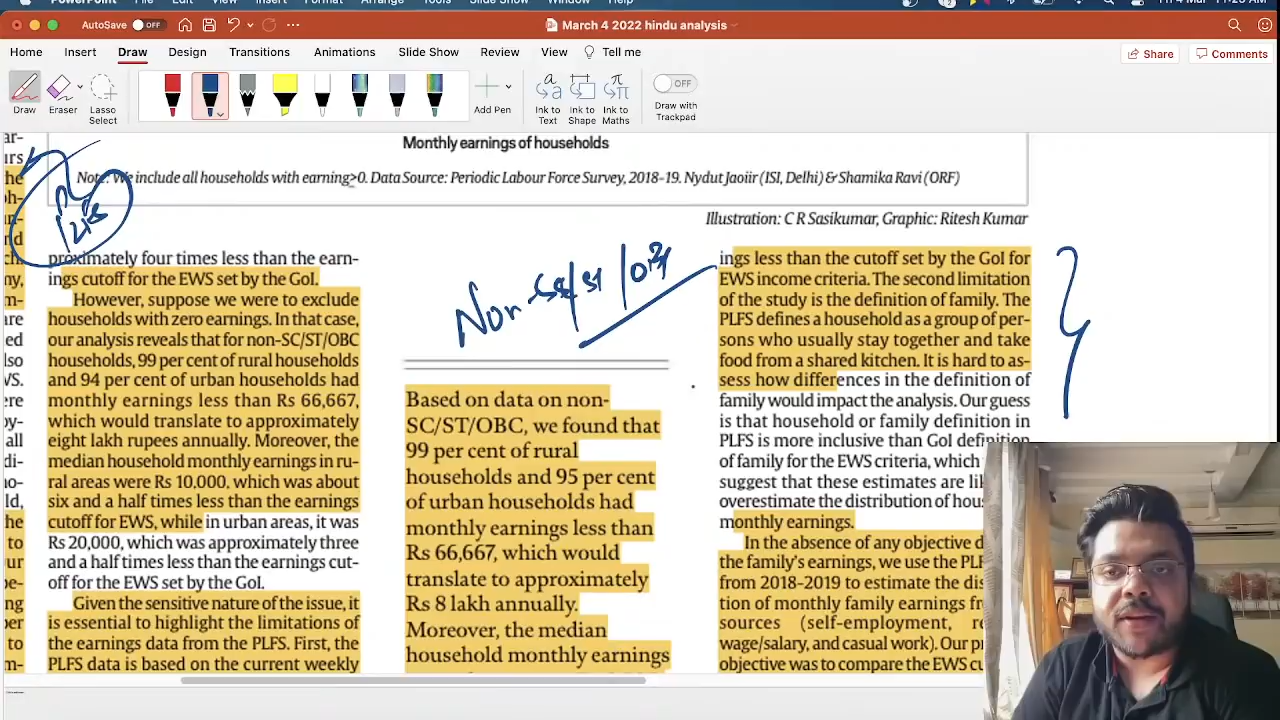 AutoSave OFF
March 4 2022 hindu analysis
Home Insert Draw Design Transitions Animations Slide Show Review View Tell me
Share Comments
Draw
Eraser
Lasso
Select
Add Pen
Ink to
Text
Ink to
Shape
Ink to
Maths
OFF
Draw with
Trackpad
Monthly earnings of households
Note: We include all households with earning>0. Data Source: Periodic Labour Force Survey, 2018-19. Nydut Jaoiir (ISI, Delhi) & Shamika Ravi (ORF)
Illustration: C R Sasikumar, Graphic: Ritesh Kumar
proximately four times less than the earn-
ings cutoff for the EWS set by the GoI.
However, suppose we were to exclude
households with zero earnings. In that case,
our analysis reveals that for non-SC/ST/OBC
households, 99 per cent of rural households
and 94 per cent of urban households had
monthly earnings less than Rs 66,667,
which would translate to approximately
eight lakh rupees annually. Moreover, the
median household monthly earnings in ru-
ral areas were Rs 10,000, which was about
six and a half times less than the earnings
cutoff for EWS, while in urban areas, it was
Rs 20,000, which was approximately three
and a half times less than the earnings cut-
off for the EWS set by the GoI.
Given the sensitive nature of the issue, it
is essential to highlight the limitations of
the earnings data from the PLFS. First, the
PLFS data is based on the current weekly
Non
Based on data on non-
SC/ST/OBC, we found that
99 per cent of rural
households and 95 per cent
of urban households had
monthly earnings less than
Rs 66,667, which would
translate to approximately
Rs 8 lakh annually.
Moreover, the median
household monthly earnings
ings less than the cutoff set by the GoI for
EWS income criteria. The second limitation
of the study is the definition of family. The
PLFS defines a household as a group of per-
sons who usually stay together and take
food from a shared kitchen. It is hard to as-
sess how differences in the definition of
family would impact the analysis. Our guess
is that household or family definition in
PLFS is more inclusive than GoI definition
of family for the EWS criteria, which
suggest that these estimates are
overestimate the distribution of
monthly earnings.
In the absence of any objective
the family's earnings, we use the
from 2018-2019 to estimate the
tion of monthly family earnings
sources (self-employment,
wage/salary, and casual work). Our
objective was to compare the EWS